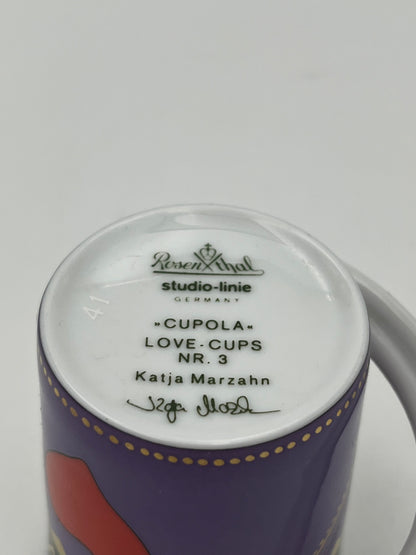 Rosenthal
studio-linie
GERMANY
»CUPOLA«
LOVE-CUPS
NR. 3
Katja Marzahn
41